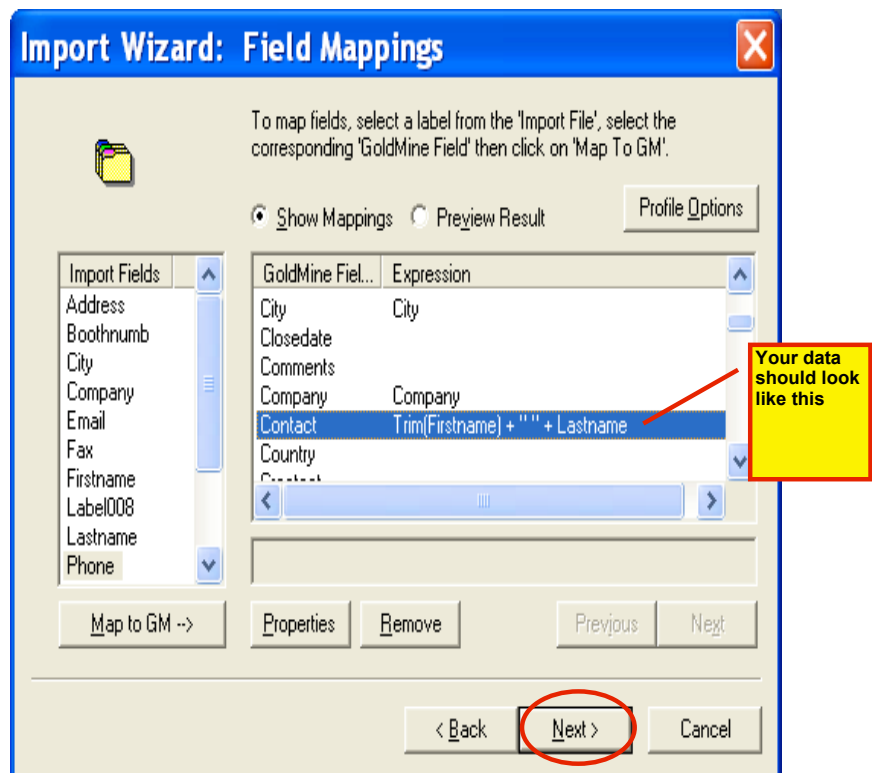 Import Wizard: Field Mappings
To map fields, select a label from the 'Import File', select the
corresponding 'GoldMine Field' then click on 'Map To GM'.
Show Mappings Preview Result
Profile Options
Import Fields
Address
Boothnumb
City
Company
Email
Fax
Firstname
Label008
Lastname
Phone
GoldMine Fiel... Expression
City City
Closedate
Comments
Company Company
Contact Trim(Firstname) + " " + Lastname
Country
Your data
should look
like this
Map to GM -->
Properties
Remove
Previous
Next
< Back
Next >
Cancel